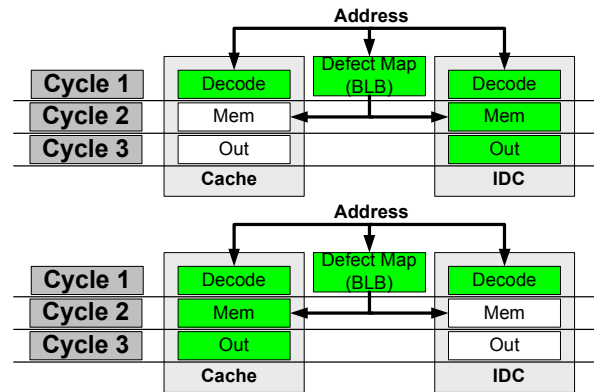 Address
Cycle 1 Decode Defect Map (BLB) Decode
Cycle 2 Mem Mem
Cycle 3 Out Out
Cache IDC
Address
Cycle 1 Decode Defect Map (BLB) Decode
Cycle 2 Mem Mem
Cycle 3 Out Out
Cache IDC